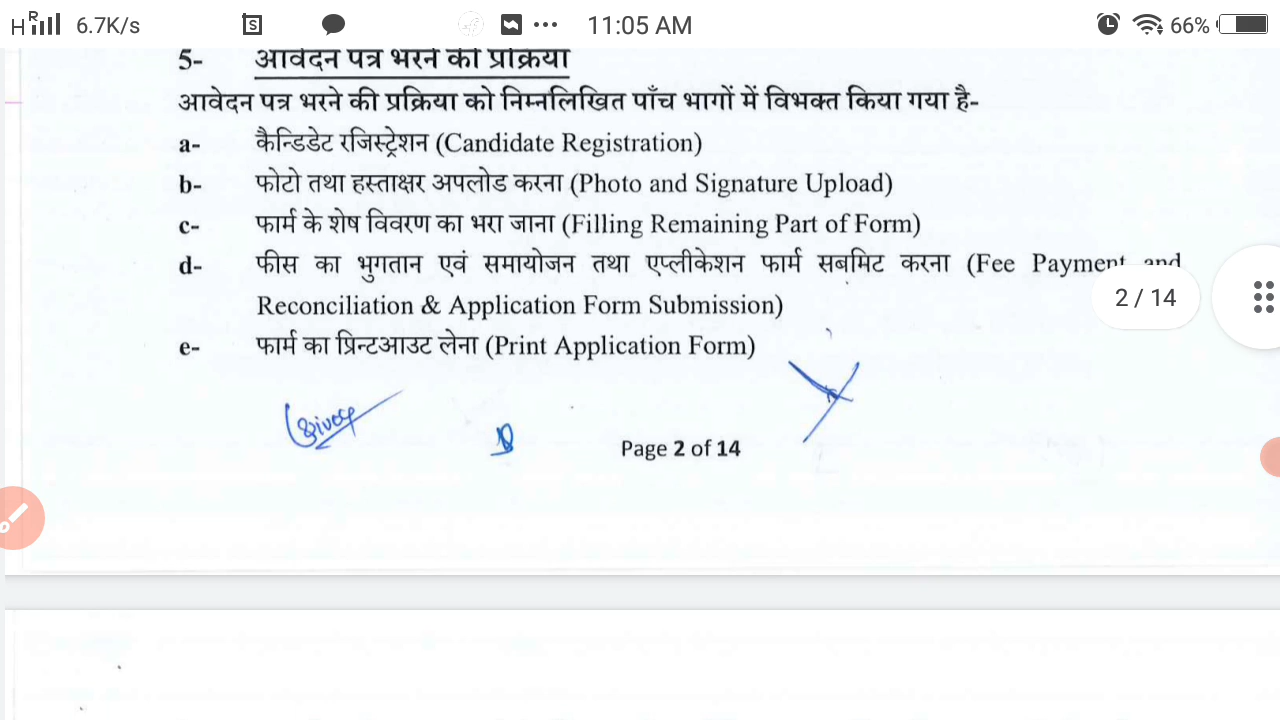 HR 6.7K/s S 11:05 AM 66%
5- आवेदन पत्र भरने की प्रक्रिया
आवेदन पत्र भरने की प्रक्रिया को निम्नलिखित पाँच भागों में विभक्त किया गया है-
a- कैन्डिडेट रजिस्ट्रेशन (Candidate Registration)
b- फोटो तथा हस्ताक्षर अपलोड करना (Photo and Signature Upload)
c- फार्म के शेष विवरण का भरा जाना (Filling Remaining Part of Form)
d- फीस का भुगतान एवं समायोजन तथा एप्लीकेशन फार्म सबमिट करना (Fee Payment and
2 / 14
Reconciliation & Application Form Submission)
e- फार्म का प्रिन्टआउट लेना (Print Application Form)
Page 2 of 14